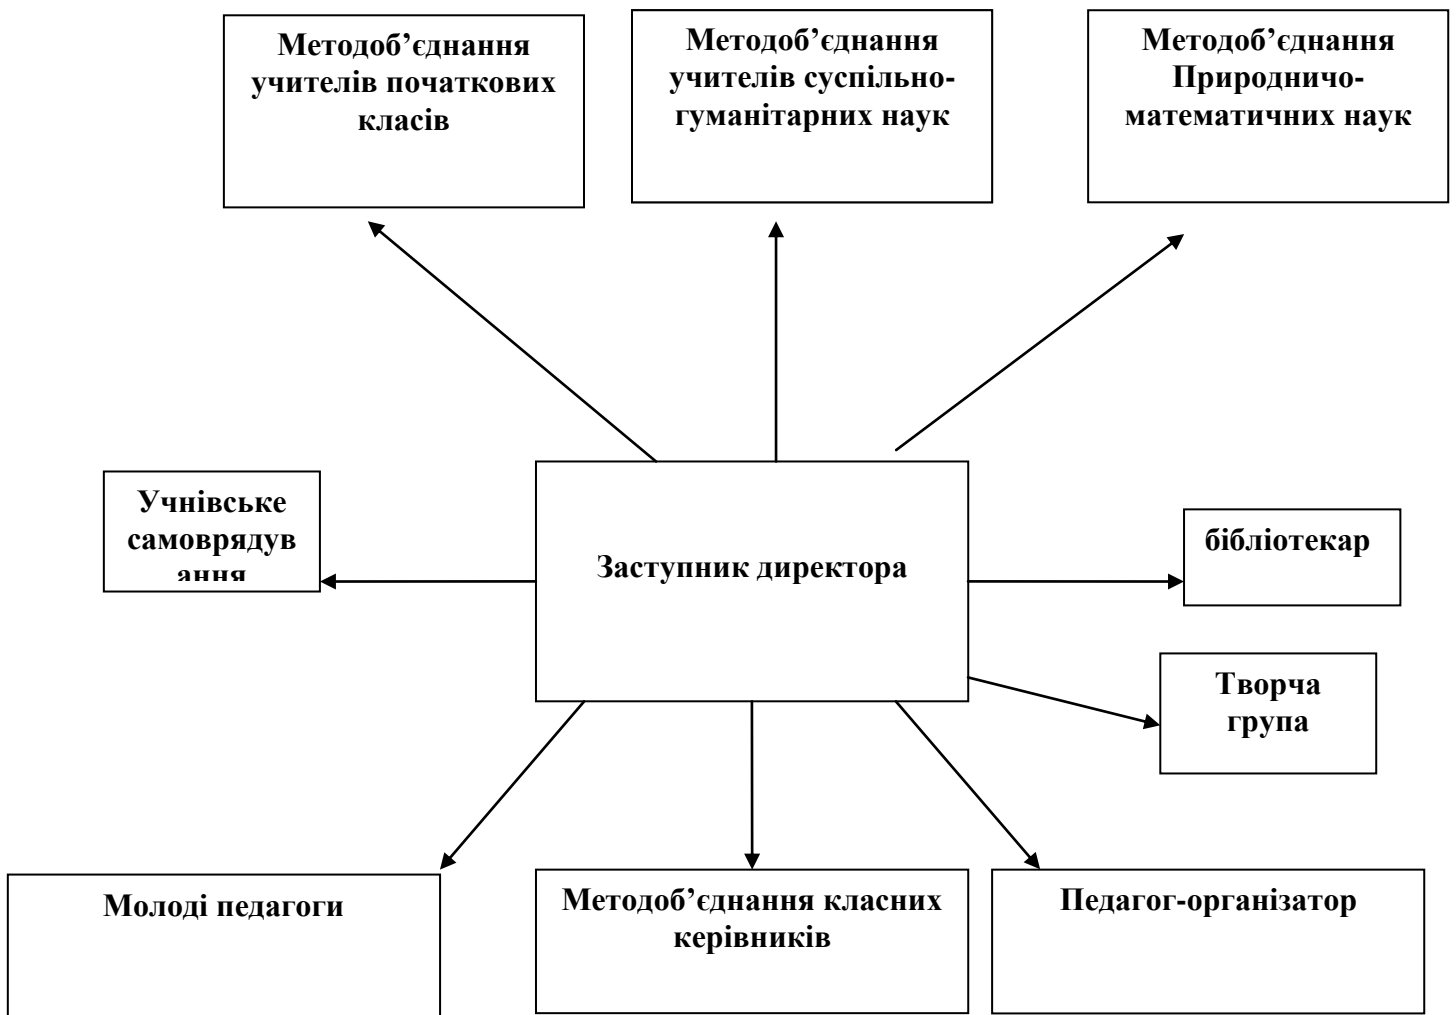 Методоб’єднання
учителів початкових
класів
Методоб’єднання
учителів суспільно-
гуманітарних наук
Методоб’єднання
Природничо-
математичних наук
Учнівське
самоврядув
ання
Заступник директора
бібліотекар
Творча
група
Молоді педагоги
Методоб’єднання класних
керівників
Педагог-організатор